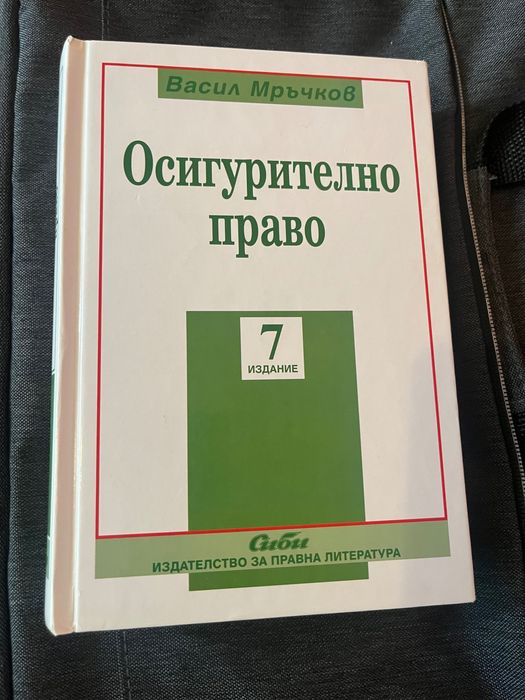 Васил Мръчков
Осигурително
право
7
ИЗДАНИЕ
Сиби
ИЗДАТЕЛСТВО ЗА ПРАВНА ЛИТЕРАТУРА